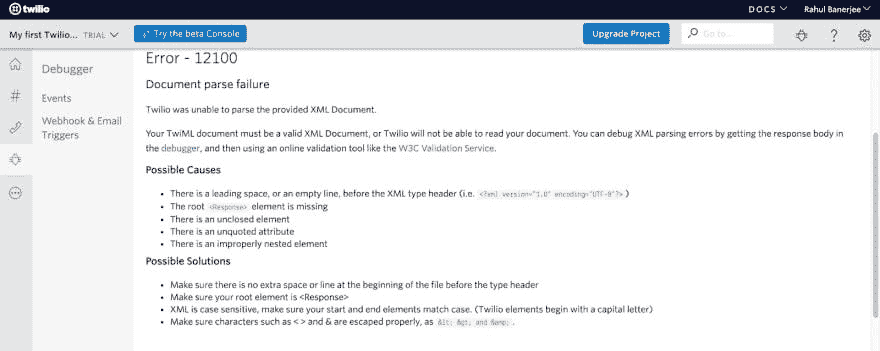 twilio
DOCS
Rahul Banerjee
My first Twilio... TRIAL
Try the beta Console
Upgrade Project
Go to...
Debugger
Events
Webhook & Email
Triggers
Error - 12100
Document parse failure
Twilio was unable to parse the provided XML Document.
Your TwiML document must be a valid XML Document, or Twilio will not be able to read your document. You can debug XML parsing errors by getting the response body in
the debugger, and then using an online validation tool like the W3C Validation Service.
Possible Causes
There is a leading space, or an empty line, before the XML type header (i.e. <?xml version="1.0" encoding="UTF-8"?>)
The root <Response> element is missing
There is an unclosed element
There is an unquoted attribute
There is an improperly nested element
Possible Solutions
Make sure there is no extra space or line at the beginning of the file before the type header
Make sure your root element is <Response>
XML is case sensitive, make sure your start and end elements match case. (Twilio elements begin with a capital letter)
Make sure characters such as < > and & are escaped properly, as &lt; &gt; and &amp;.